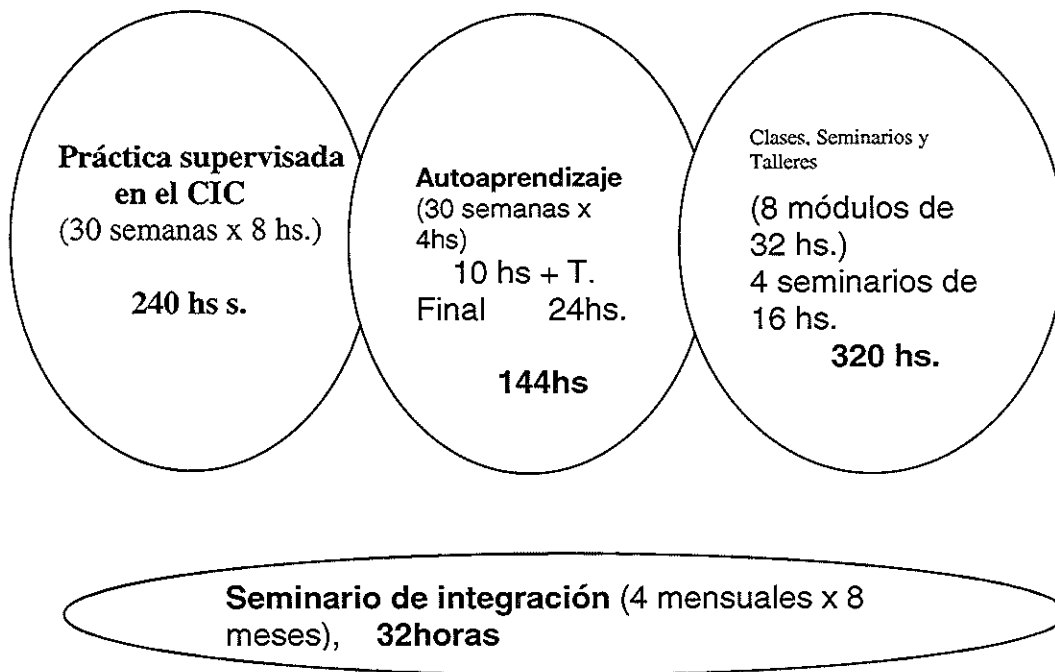 Práctica supervisada
en el CIC
(30 semanas x 8 hs.)
240 hs s.
Autoaprendizaje
(30 semanas x
4hs)
10 hs + T.
Final 24hs.
144hs
Clases, Seminarios y
Talleres
(8 módulos de
32 hs.)
4 seminarios de
16 hs.
320 hs.
Seminario de integración (4 mensuales x 8
meses), 32horas